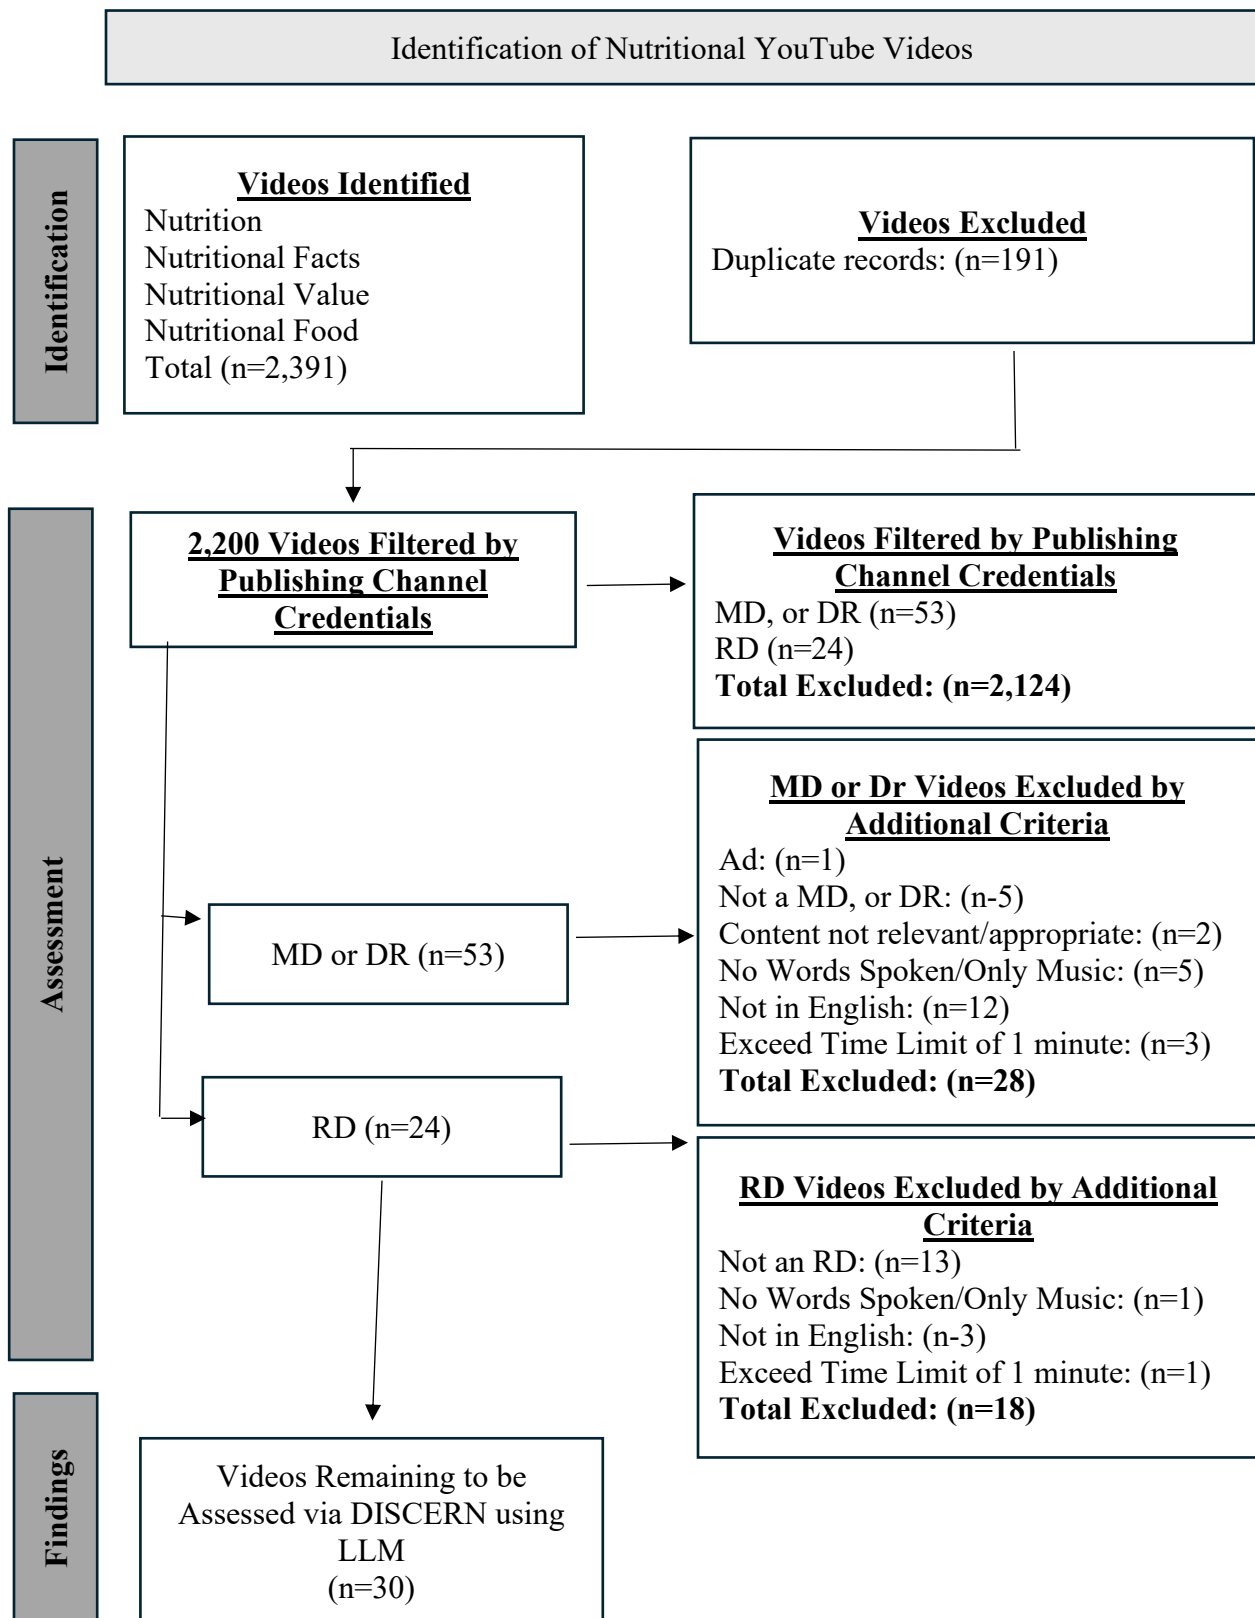 Identification of Nutritional YouTube Videos
Identification
Videos Identified
Nutrition
Nutritional Facts
Nutritional Value
Nutritional Food
Total (n=2,391)
Videos Excluded
Duplicate records: (n=191)
Assessment
2,200 Videos Filtered by
Publishing Channel
Credentials
Videos Filtered by Publishing
Channel Credentials
MD, or DR (n=53)
RD (n=24)
Total Excluded: (n=2,124)
MD or DR (n=53)
MD or Dr Videos Excluded by
Additional Criteria
Ad: (n=1)
Not a MD, or DR: (n-5)
Content not relevant/appropriate: (n=2)
No Words Spoken/Only Music: (n=5)
Not in English: (n=12)
Exceed Time Limit of 1 minute: (n=3)
Total Excluded: (n=28)
RD (n=24)
RD Videos Excluded by Additional
Criteria
Not an RD: (n=13)
No Words Spoken/Only Music: (n=1)
Not in English: (n-3)
Exceed Time Limit of 1 minute: (n=1)
Total Excluded: (n=18)
Findings
Videos Remaining to be
Assessed via DISCERN using
LLM
(n=30)